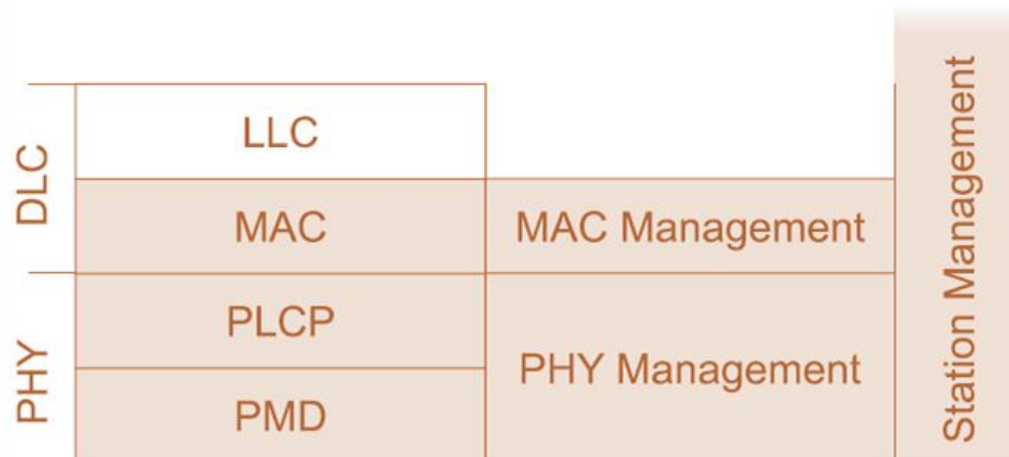 DLC
LLC
MAC
MAC Management
PHY
PLCP
PMD
PHY Management
Station Management